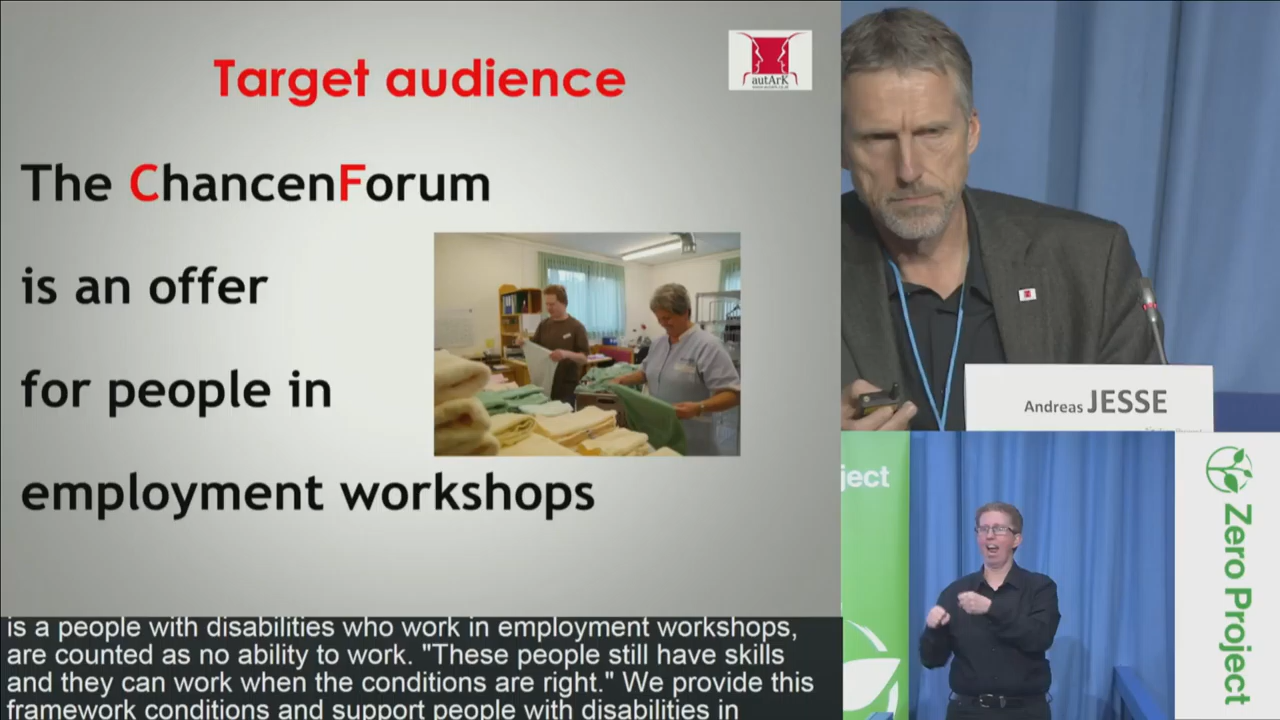 Target audience
autArK
The ChancenForum
is an offer
for people in
employment workshops
is a people with disabilities who work in employment workshops,
are counted as no ability to work. "These people still have skills
and they can work when the conditions are right." We provide this
framework conditions and support people with disabilities in
Andreas JESSE
ject
Zero Project